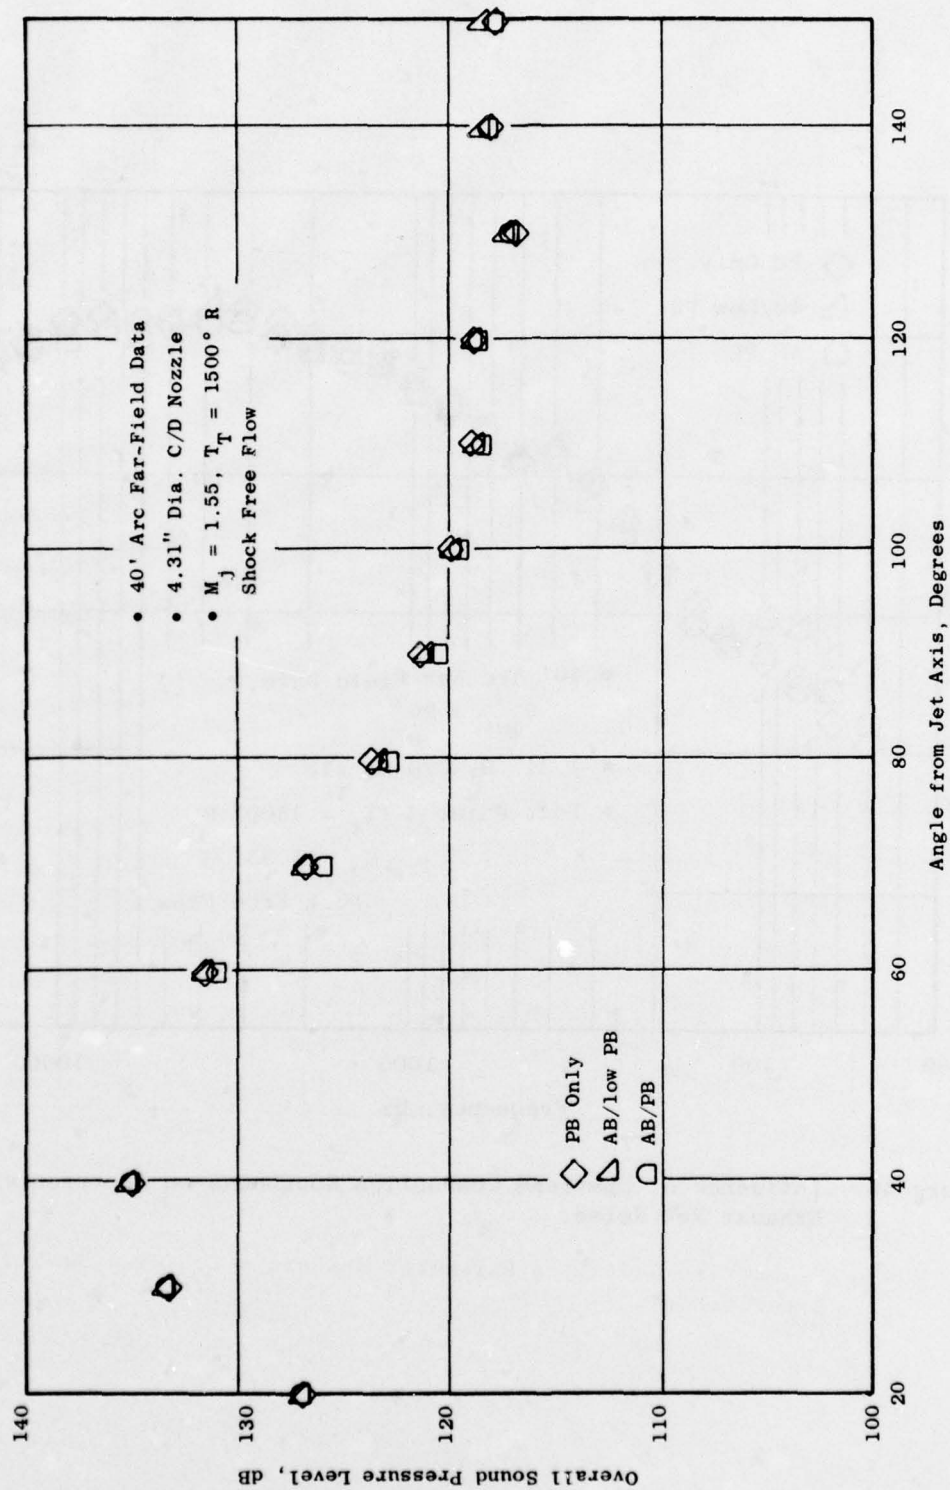 140
130
120
110
100
Overall Sound Pressure Level, dB
• 40' Arc Far-Field Data
• 4.31" Dia. C/D Nozzle
• Mj = 1.55, TT = 1500° R
Shock Free Flow
PB Only
AB/low PB
AB/PB
20
40
60
80
100
120
140
Angle from Jet Axis, Degrees